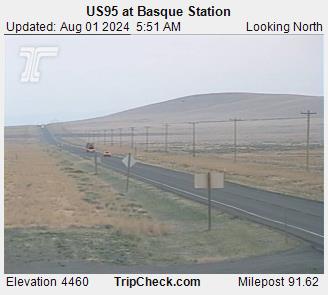 US95 at Basque Station
Updated: Aug 01 2024 5:51 AM Looking North
Elevation 4460 TripCheck.com Milepost 91.62